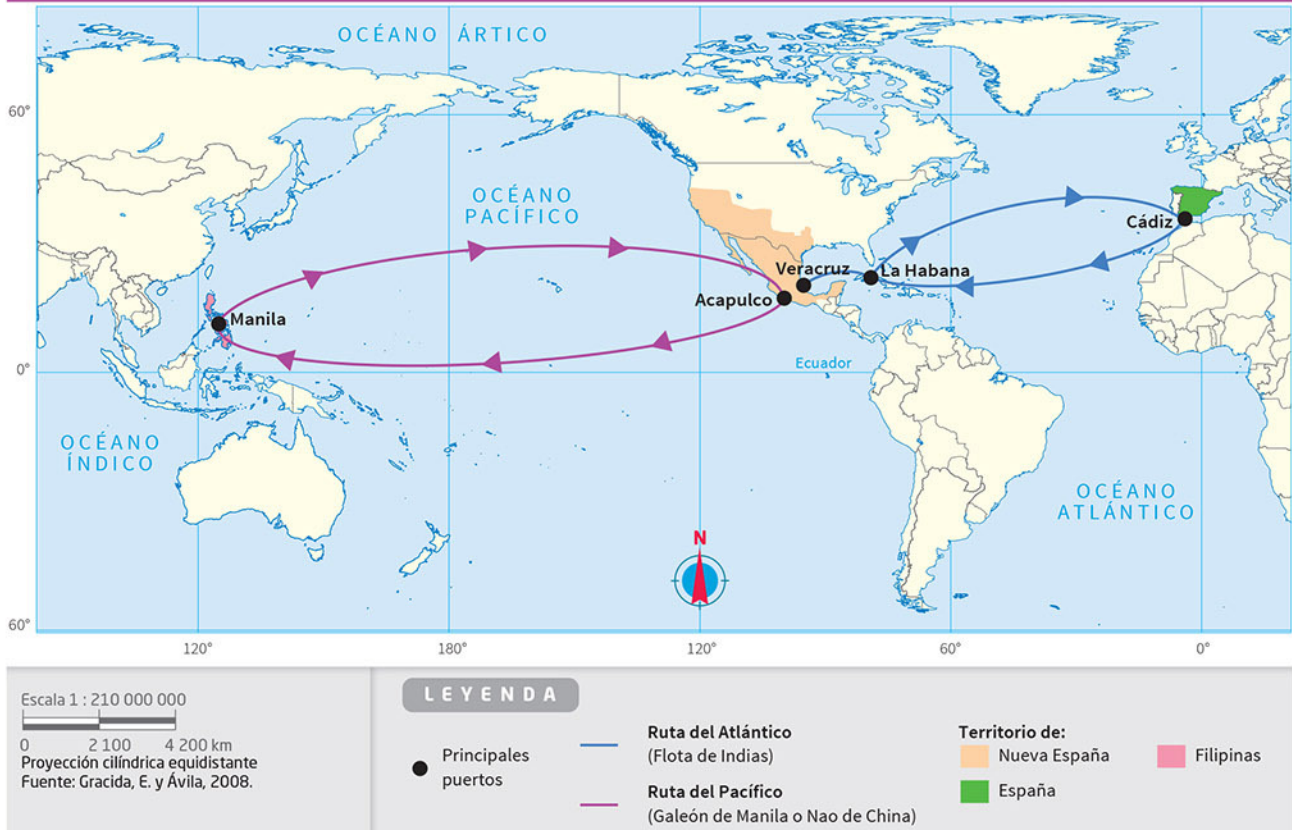 OCÉANO ÁRTICO
60°
OCÉANO
PACÍFICO
Cádiz
Veracruz
La Habana
Acapulco
Manila
Ecuador
0°
OCÉANO
ÍNDICO
OCÉANO
ATLÁNTICO
N
60°
120°
180°
120°
60°
0°
Escala 1 : 210 000 000
0 2 100 4 200 km
Proyección cilíndrica equidistante
Fuente: Gracida, E. y Ávila, 2008.
LEYENDA
Principales
puertos
Ruta del Atlántico
(Flota de Indias)
Ruta del Pacífico
(Galeón de Manila o Nao de China)
Territorio de:
Nueva España
Filipinas
España